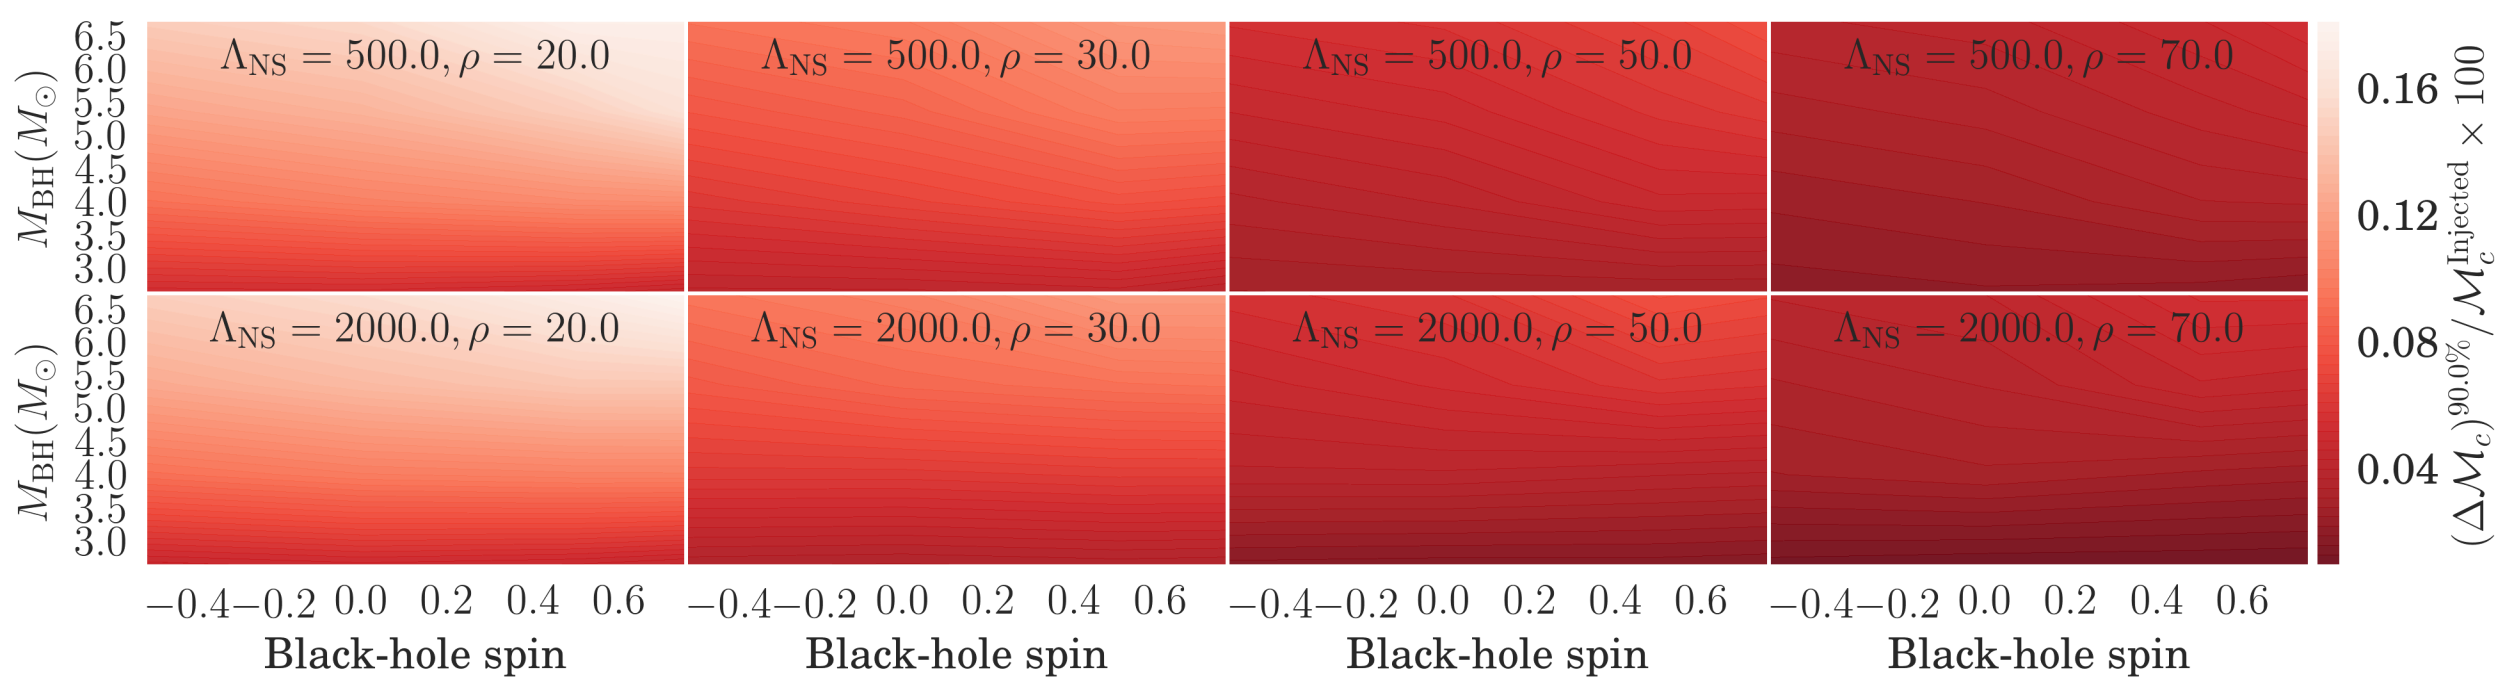 6.5
6.0
5.5
5.0
4.5
4.0
3.5
3.0
M_BH(M_⊙)
Λ_NS = 500.0, ρ = 20.0
Λ_NS = 500.0, ρ = 30.0
Λ_NS = 500.0, ρ = 50.0
Λ_NS = 500.0, ρ = 70.0
6.5
6.0
5.5
5.0
4.5
4.0
3.5
3.0
M_BH(M_⊙)
Λ_NS = 2000.0, ρ = 20.0
Λ_NS = 2000.0, ρ = 30.0
Λ_NS = 2000.0, ρ = 50.0
Λ_NS = 2000.0, ρ = 70.0
−0.4 −0.2 0.0 0.2 0.4 0.6
Black-hole spin
−0.4 −0.2 0.0 0.2 0.4 0.6
Black-hole spin
−0.4 −0.2 0.0 0.2 0.4 0.6
Black-hole spin
−0.4 −0.2 0.0 0.2 0.4 0.6
Black-hole spin
0.16
0.12
0.08
0.04
(Δℳ_c)^90.0% / ℳ_c^Injected × 100